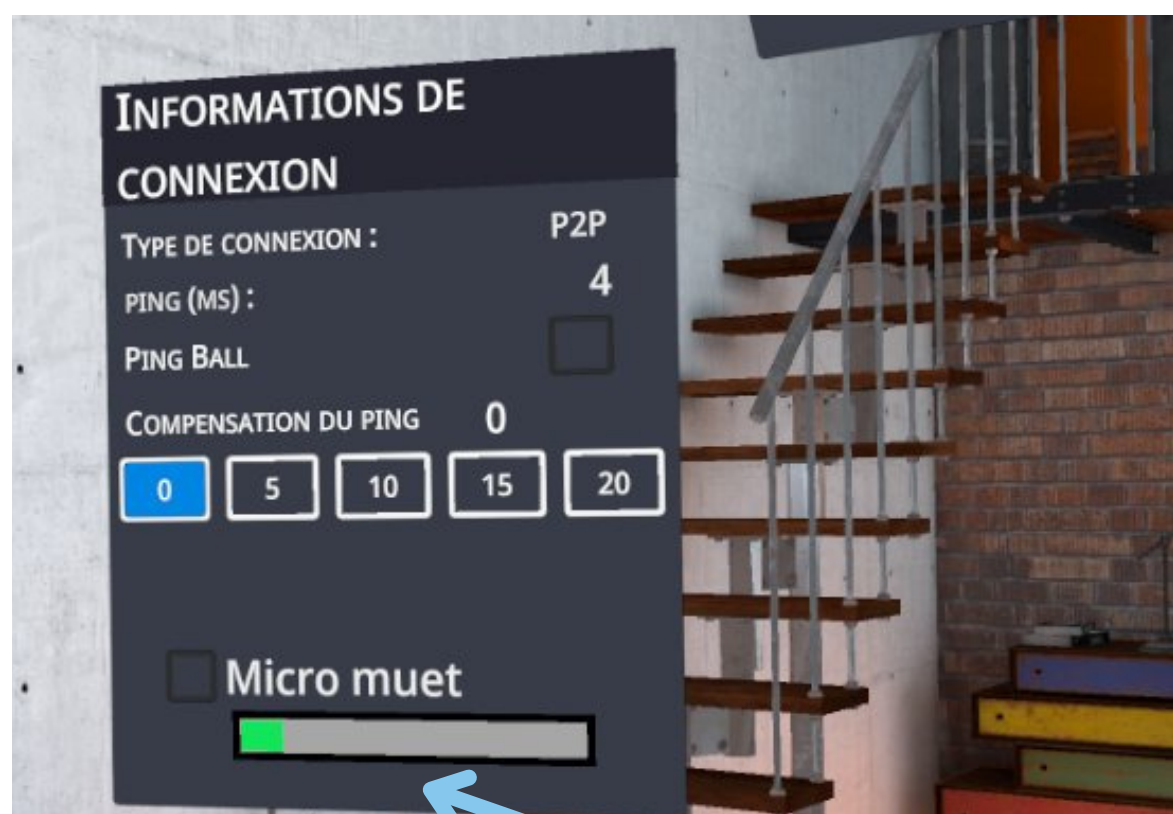 INFORMATIONS DE
CONNEXION
TYPE DE CONNEXION : P2P
PING (MS) : 4
PING BALL
COMPENSATION DU PING 0
0 5 10 15 20
Micro muet